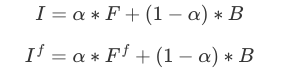 I = α * F + (1 − α) * B
I^f = α * F^f + (1 − α) * B